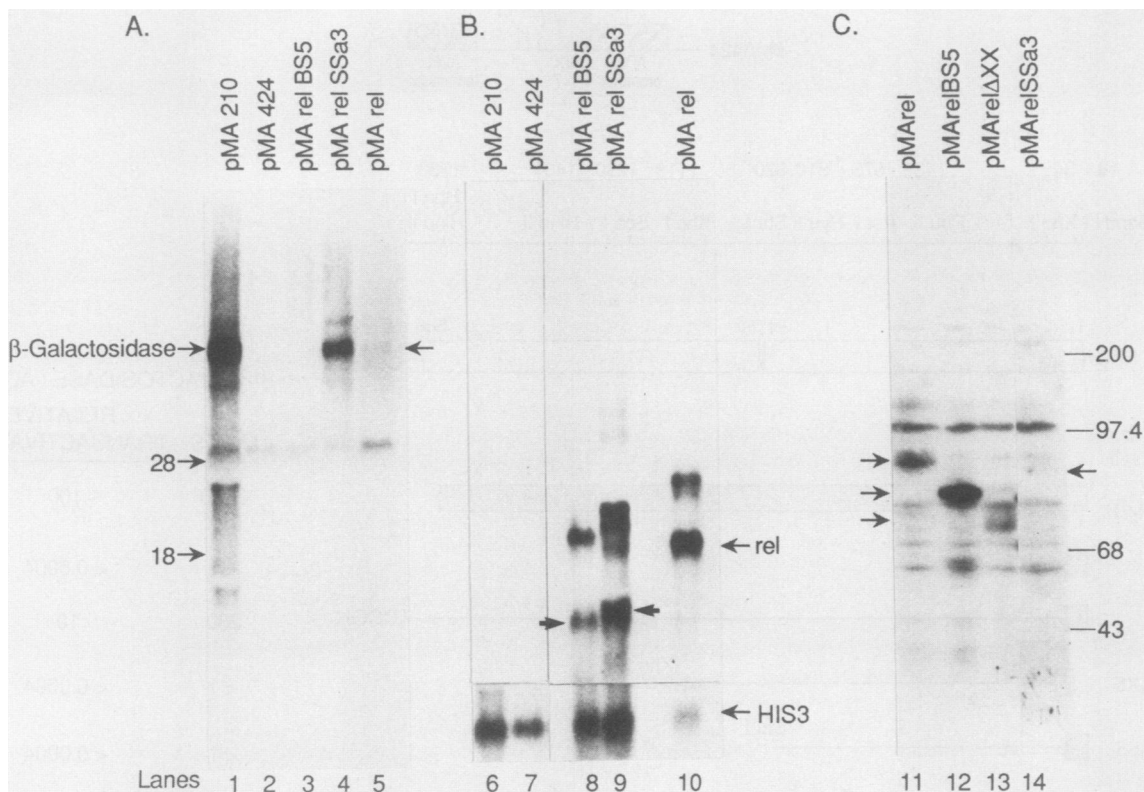 A.
B.
C.
pMA 210
pMA 424
pMA rel BS5
pMA rel SSa3
pMA rel
pMA 210
pMA 424
pMA rel BS5
pMA rel SSa3
pMA rel
pMArel
pMArelBS5
pMArelΔXX
pMArelSSa3
β-Galactosidase
28
18
rel
HIS3
200
97.4
68
43
Lanes 1 2 3 4 5 6 7 8 9 10 11 12 13 14